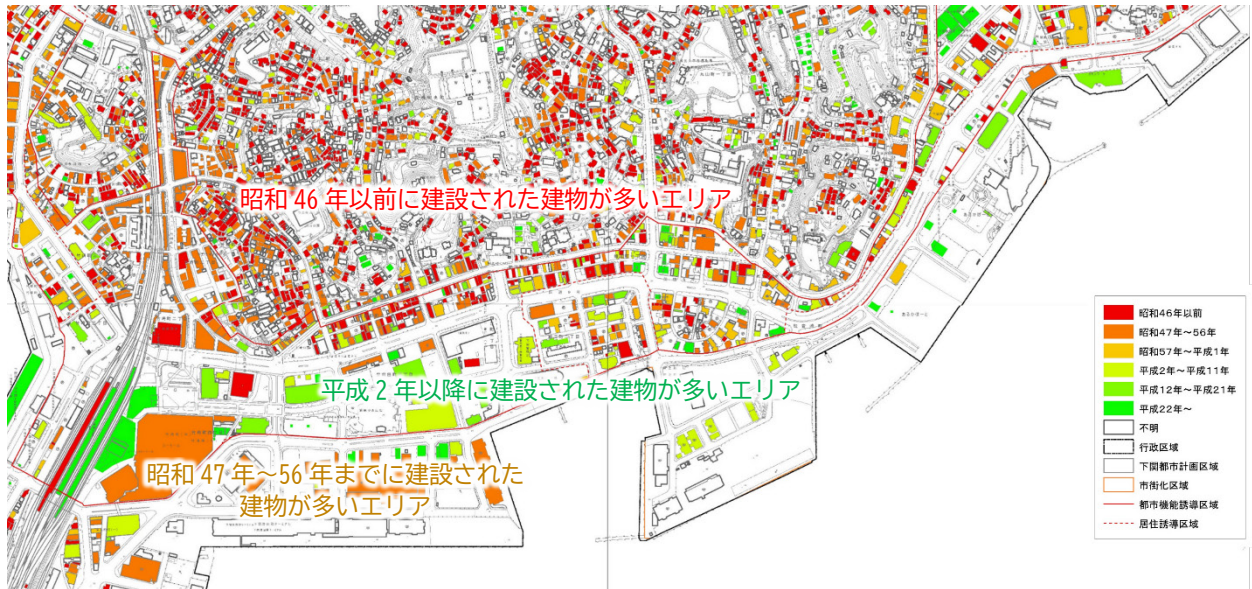 昭和 46 年以前に建設された建物が多いエリア
平成 2 年以降に建設された建物が多いエリア
昭和 47 年～56 年までに建設された
建物が多いエリア
昭和46年以前
昭和47年～56年
昭和57年～平成1年
平成2年～平成11年
平成12年～平成21年
平成22年～
不明
行政区域
下関都市計画区域
市街化区域
都市機能誘導区域
居住誘導区域